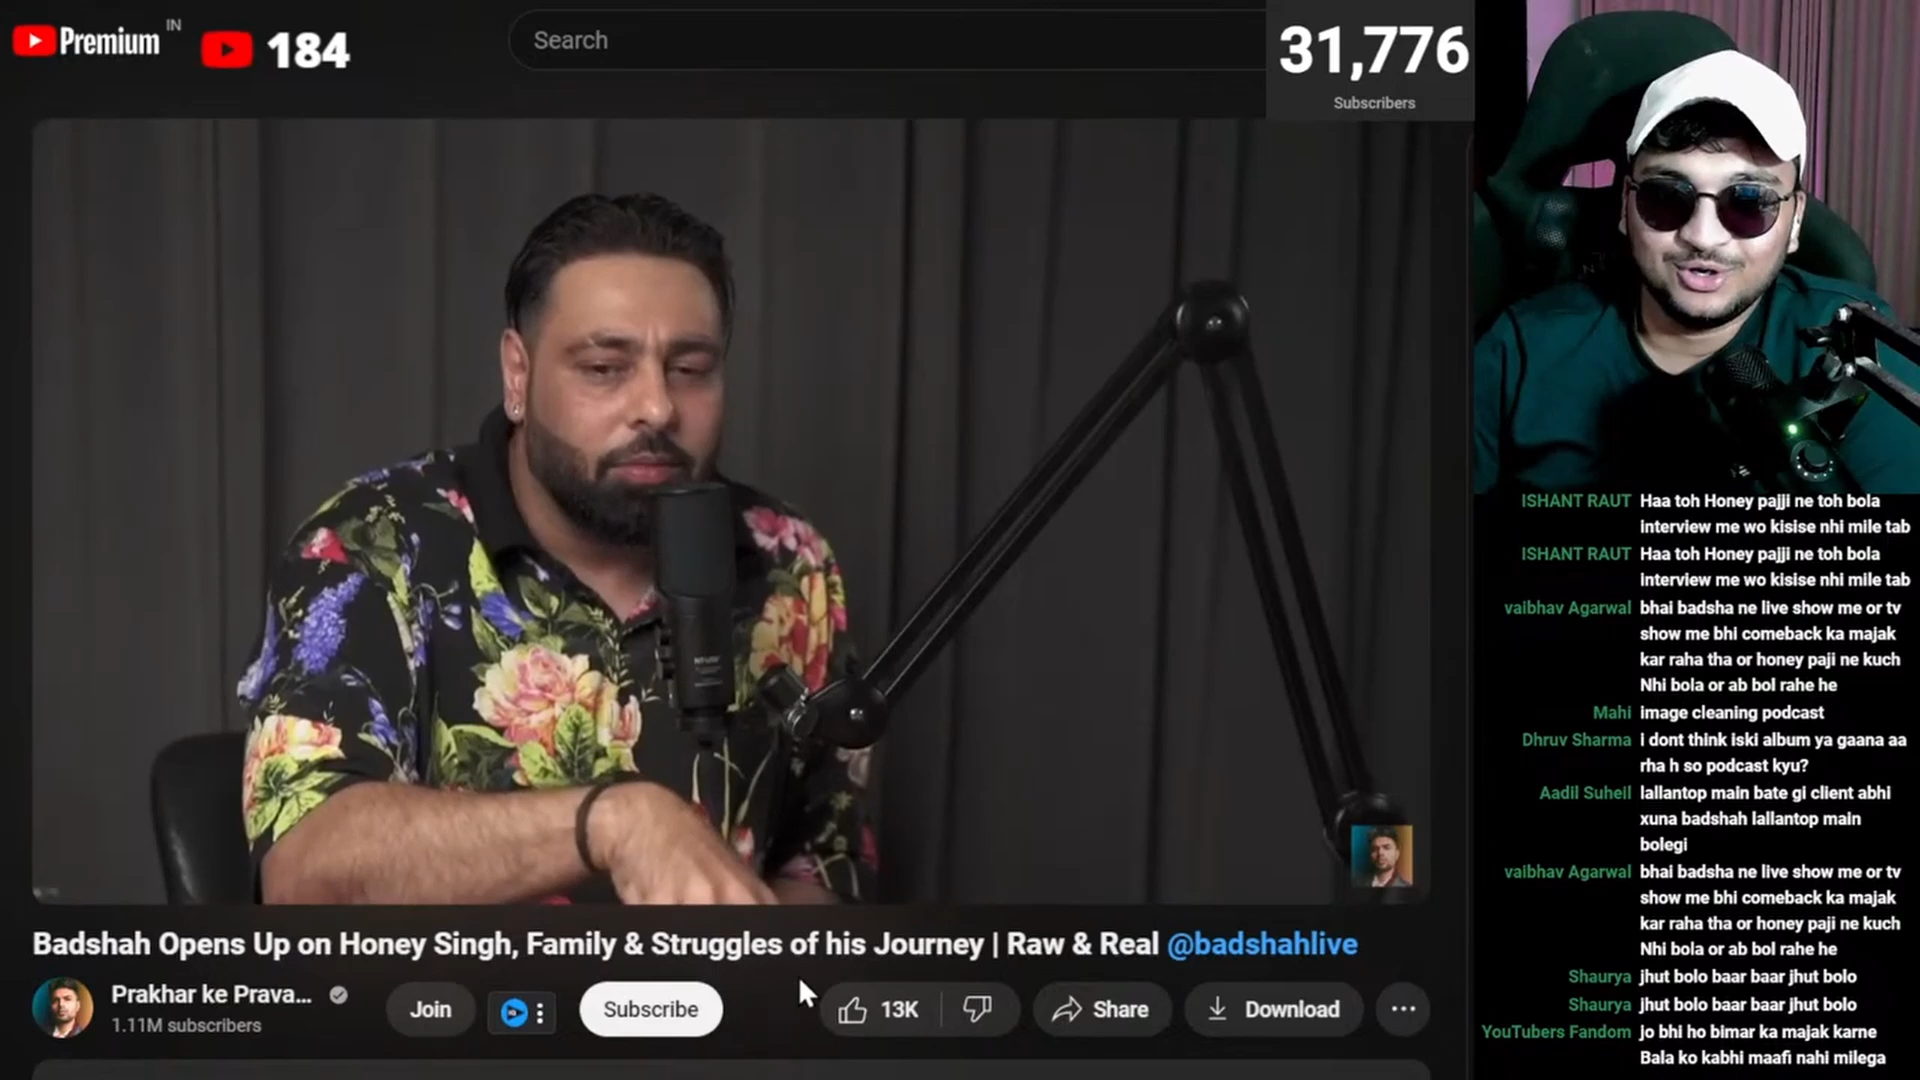 Premium IN
184
Search
31,776
Subscribers
Badshah Opens Up on Honey Singh, Family & Struggles of his Journey | Raw & Real @badshahlive
Prakhar ke Prava...
1.11M subscribers
Join
Subscribe
13K
Share
Download
ISHANT RAUT Haa toh Honey pajji ne toh bola
interview me wo kisise nhi mile tab
ISHANT RAUT Haa toh Honey pajji ne toh bola
interview me wo kisise nhi mile tab
vaibhav Agarwal bhai badsha ne live show me or tv
show me bhi comeback ka majak
kar raha tha or honey paji ne kuch
Nhi bola or ab bol rahe he
Mahi image cleaning podcast
Dhruv Sharma i dont think iski album ya gaana aa
rha h so podcast kyu?
Aadil Suheil lallantop main bate gi client abhi
xuna badshah lallantop main
bolegi
vaibhav Agarwal bhai badsha ne live show me or tv
show me bhi comeback ka majak
kar raha tha or honey paji ne kuch
Nhi bola or ab bol rahe he
Shaurya jhut bolo baar baar jhut bolo
Shaurya jhut bolo baar baar jhut bolo
YouTubers Fandom jo bhi ho bimar ka majak karne
Bala ko kabhi maafi nahi milega